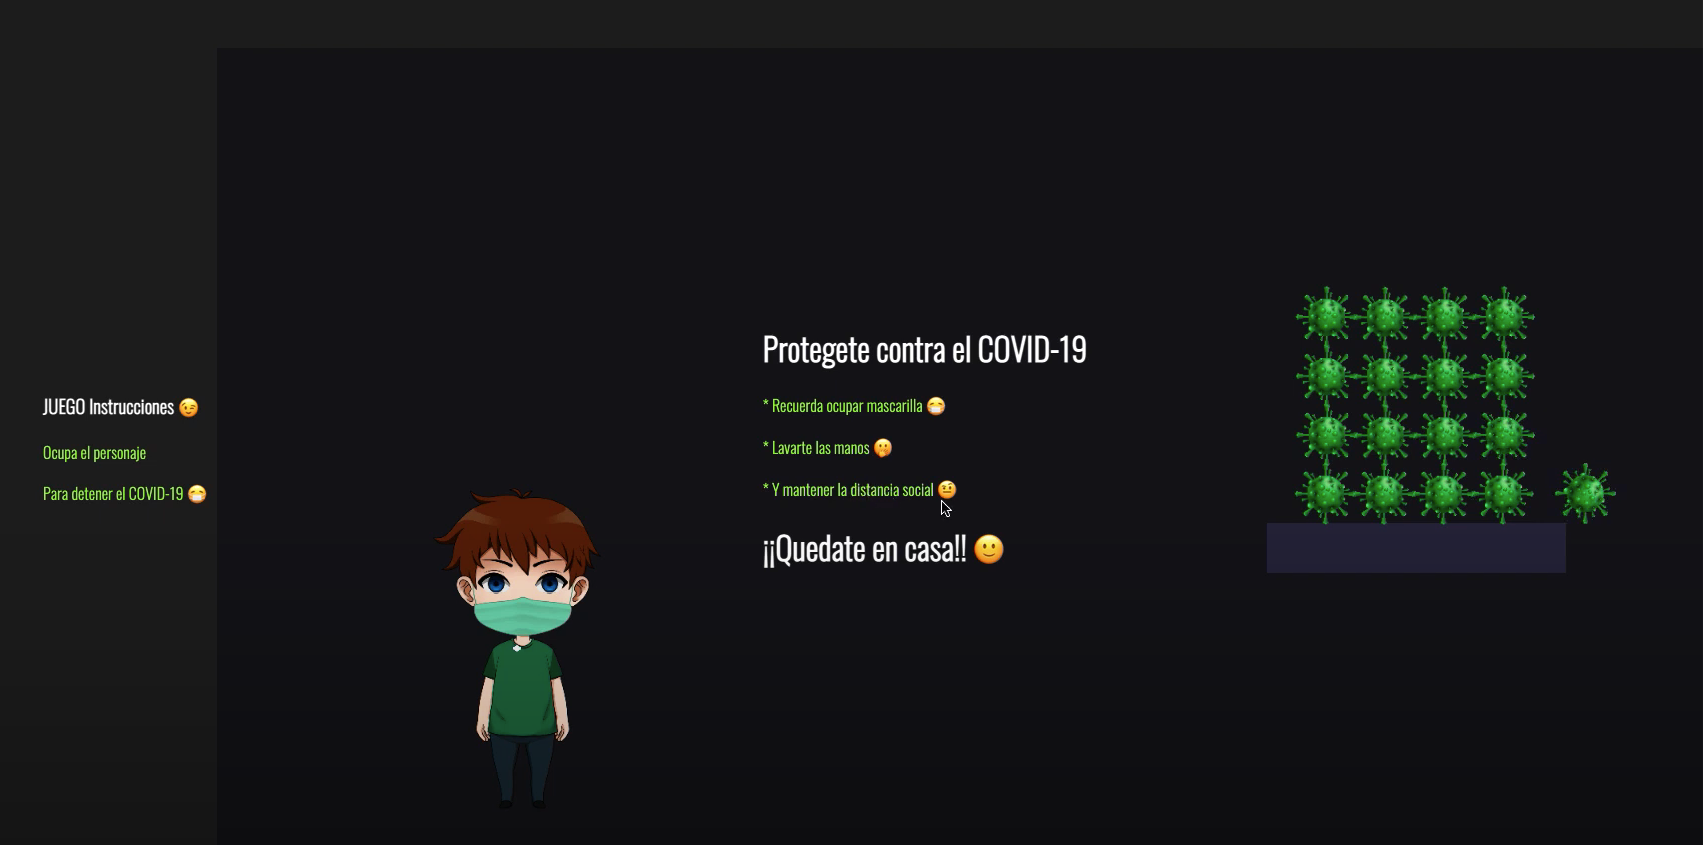 JUEGO Instrucciones 😉
Ocupa el personaje
Para detener el COVID-19 😷
Protegete contra el COVID-19
* Recuerda ocupar mascarilla 😷
* Lavarte las manos 🤭
* Y mantener la distancia social 🤨
¡¡Quedate en casa!! 🙂